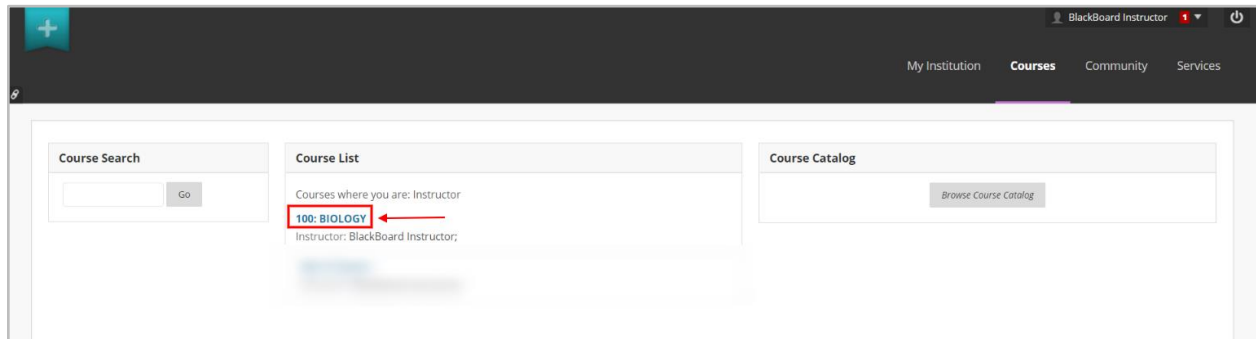 BlackBoard Instructor 1
My Institution Courses Community Services
Course Search
Go
Course List
Courses where you are: Instructor
100: BIOLOGY
Instructor: BlackBoard Instructor;
Course Catalog
Browse Course Catalog